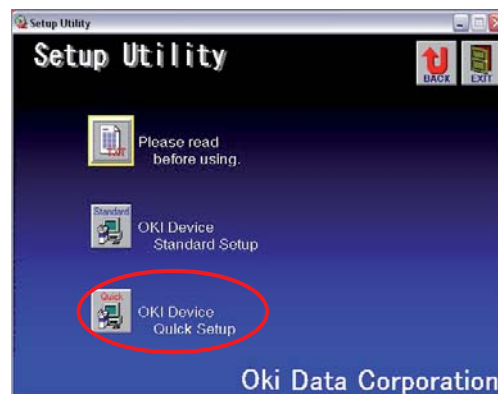 Setup Utility
Setup Utility
BACK
EXIT
TXT
Please read
before using.
Standard
OKI Device
Standard Setup
Quick
OKI Device
Quick Setup
Oki Data Corporation